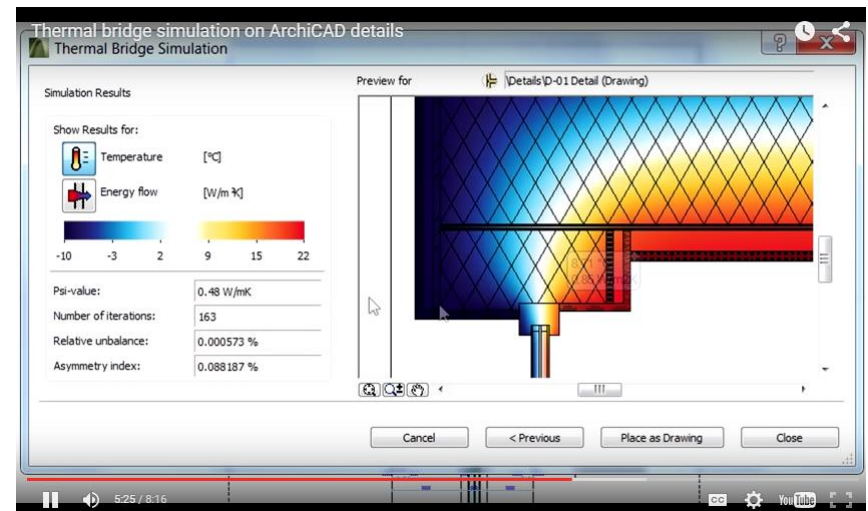 Thermal bridge simulation on ArchiCAD details
Thermal Bridge Simulation
Simulation Results
Preview for \Details\D-01 Detail (Drawing)
Show Results for:
Temperature [°C]
Energy flow
-10 -3 2 9 15 22
Psi-value: 0.48 W/mK
Number of iterations: 163
Relative unbalance: 0.000573 %
Asymmetry index: 0.088187 %
Cancel < Previous Place as Drawing Close
5:25 / 8:16 CC YouTube